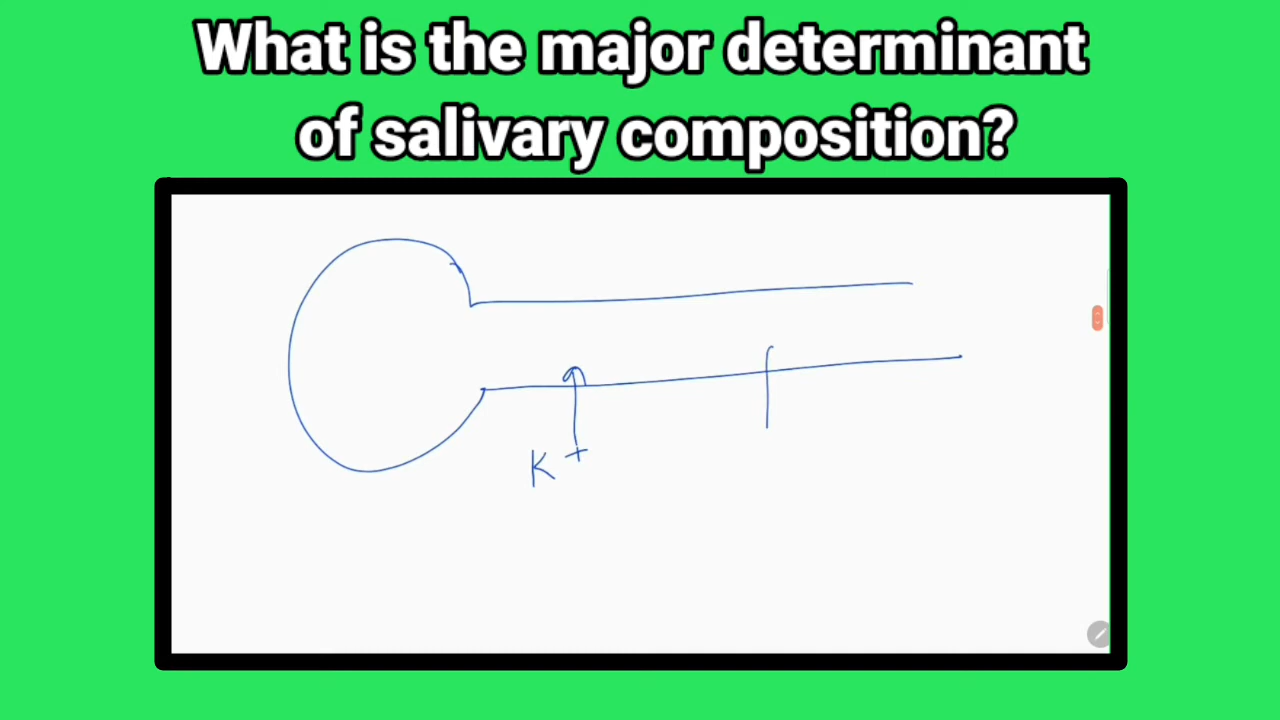 What is the major determinant
of salivary composition?
K +